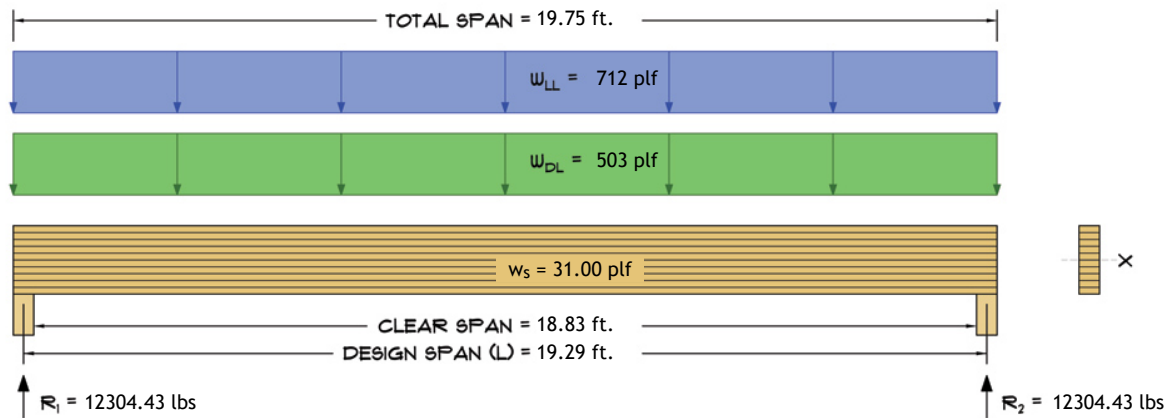 TOTAL SPAN = 19.75 ft.
wLL = 712 plf
wDL = 503 plf
ws = 31.00 plf
X
CLEAR SPAN = 18.83 ft.
DESIGN SPAN (L) = 19.29 ft.
R1 = 12304.43 lbs
R2 = 12304.43 lbs